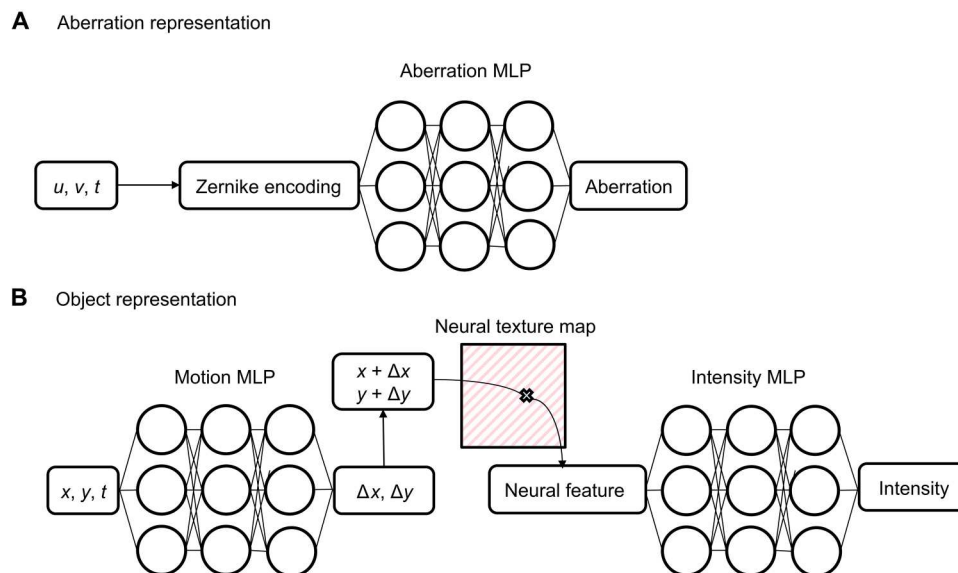 A Aberration representation
Aberration MLP
u, v, t
Zernike encoding
Aberration
B Object representation
Neural texture map
Motion MLP
x + Δx
y + Δy
Intensity MLP
x, y, t
Δx, Δy
Neural feature
Intensity